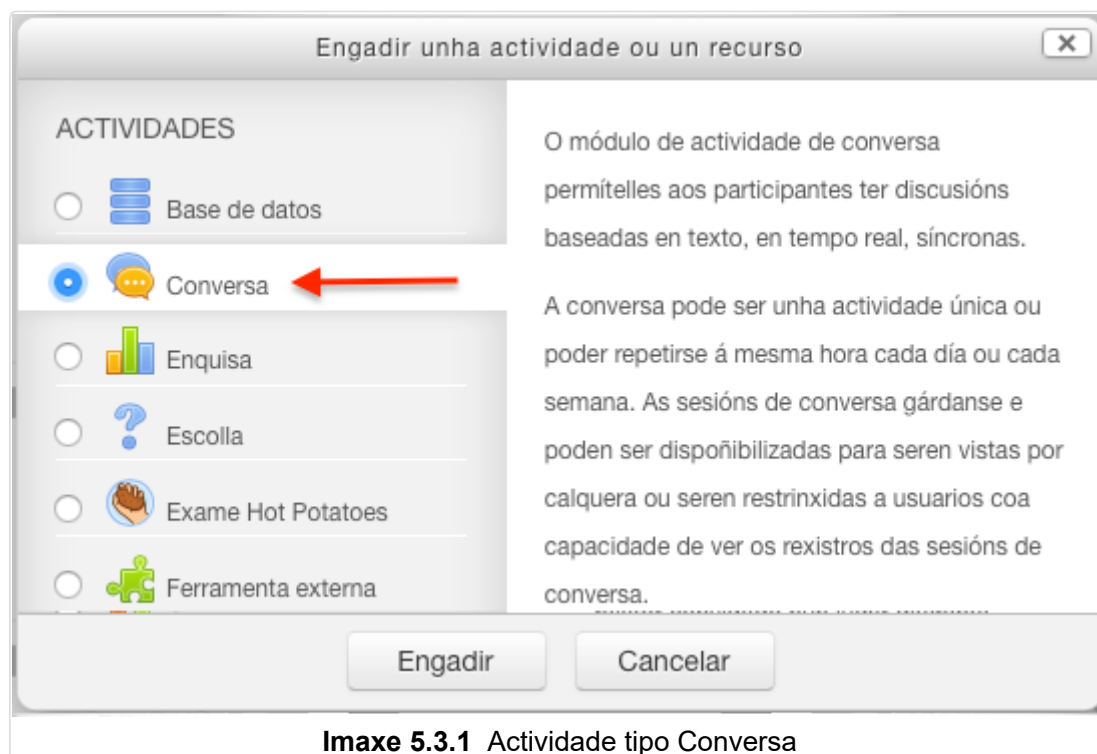 Engadir unha actividade ou un recurso
ACTIVIDADES
Base de datos
Conversa
Enquisa
Escolla
Exame Hot Potatoes
Ferramenta externa
O módulo de actividade de conversa
permítelles aos participantes ter discusións
baseadas en texto, en tempo real, síncronas.
A conversa pode ser unha actividade única ou
poder repetirse á mesma hora cada día ou cada
semana. As sesións de conversa gárdanse e
poden ser dispoñibilizadas para seren vistas por
calquera ou seren restrinxidas a usuarios coa
capacidade de ver os rexistros das sesións de
conversa.
Engadir
Cancelar
Imaxe 5.3.1 Actividade tipo Conversa